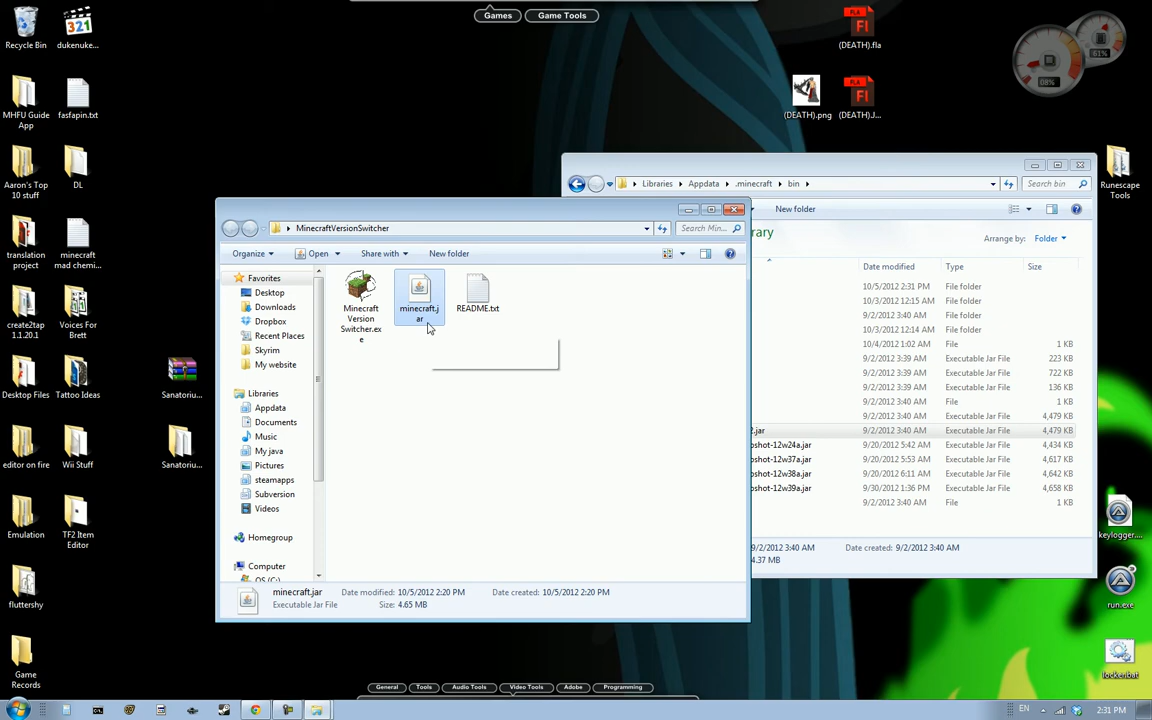 Games
Game Tools
Recycle Bin
dukenuke...
(DEATH).fla
61%
08%
MHFU Guide
App
fasfapin.txt
(DEATH).png
(DEATH).J...
Aaron's Top
10 stuff
DL
Runescape
Tools
Libraries
Appdata
.minecraft
bin
Search bin
MinecraftVersionSwitcher
Search Min...
New folder
Organize
Open
Share with
New folder
Arrange by:
Folder
translation
project
minecraft
mad chemi...
Favorites
Desktop
Downloads
Dropbox
Recent Places
Skyrim
My website
Minecraft
Version
Switcher.ex
e
minecraft.j
ar
README.txt
Date modified
Type
Size
10/5/2012 2:31 PM
File folder
10/3/2012 12:15 AM
File folder
9/2/2012 3:39 AM
File folder
10/3/2012 12:14 AM
File folder
10/4/2012 1:02 AM
File
1 KB
9/2/2012 3:39 AM
Executable Jar File
223 KB
9/2/2012 3:39 AM
Executable Jar File
722 KB
9/2/2012 3:39 AM
Executable Jar File
136 KB
9/2/2012 3:40 AM
File
1 KB
9/2/2012 3:40 AM
Executable Jar File
4,479 KB
.jar
9/2/2012 3:40 AM
Executable Jar File
4,479 KB
pshot-12w24a.jar
9/20/2012 5:42 AM
Executable Jar File
4,434 KB
pshot-12w37a.jar
9/20/2012 5:53 AM
Executable Jar File
4,617 KB
pshot-12w38a.jar
9/20/2012 6:11 AM
Executable Jar File
4,642 KB
pshot-12w39a.jar
9/30/2012 1:36 PM
Executable Jar File
4,658 KB
9/2/2012 3:40 AM
File
1 KB
create2tap
1.1.20.1
Voices For
Brett
Desktop Files
Tattoo Ideas
Sanatoriu...
Libraries
Appdata
Documents
Music
My java
Pictures
steamapps
Subversion
Videos
Homegroup
Computer
OS (C:)
editor on fire
Wii Stuff
Sanatoriu...
Emulation
TF2 Item
Editor
9/2/2012 3:40 AM
Date created: 9/2/2012 3:40 AM
4.37 MB
keylogger....
fluttershy
minecraft.jar
Date modified: 10/5/2012 2:20 PM
Date created: 10/5/2012 2:20 PM
Executable Jar File
Size: 4.65 MB
run.exe
Game
Records
General
Tools
Audio Tools
Video Tools
Adobe
Programming
EN
2:31 PM